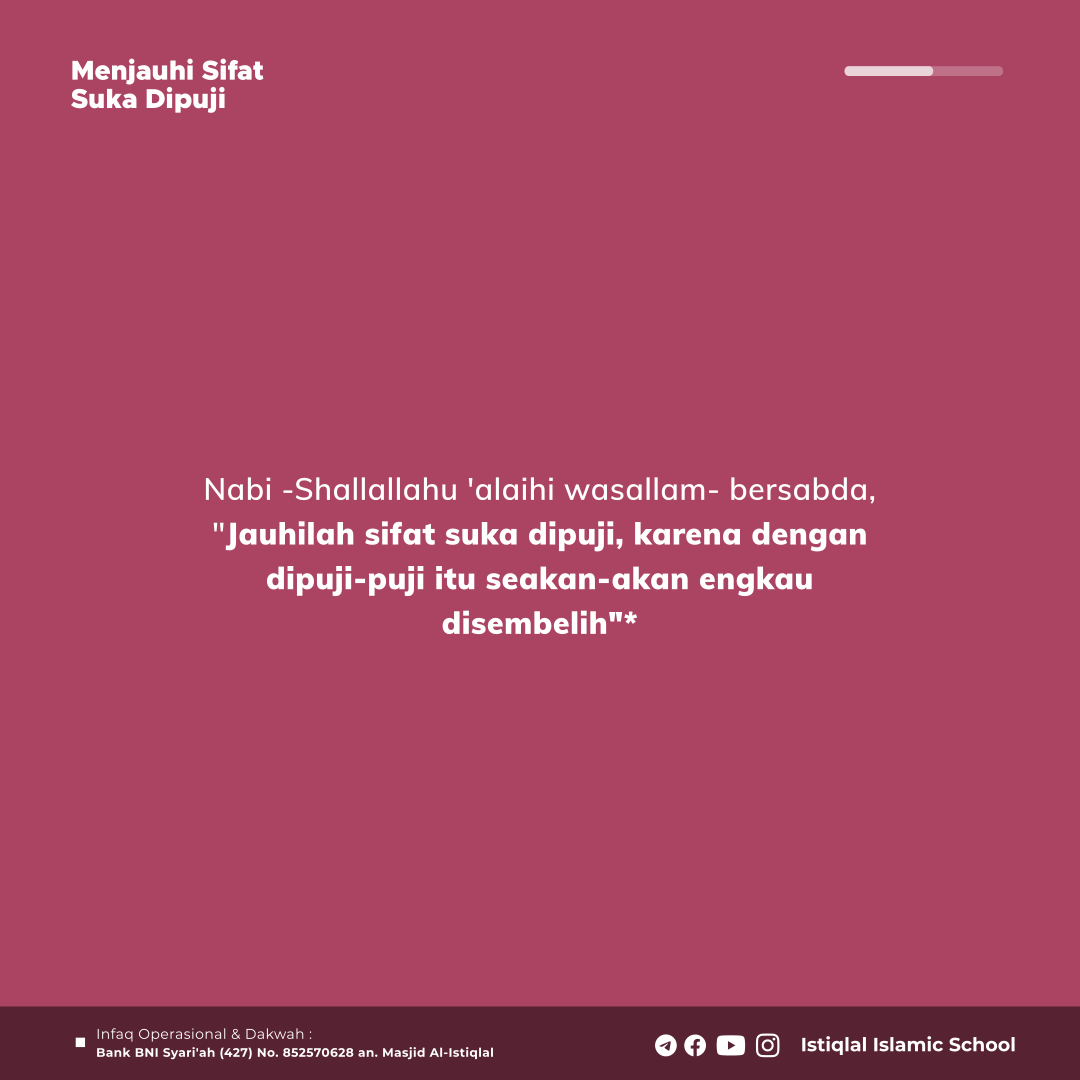 Menjauhi Sifat
Suka Dipuji
Nabi -Shallallahu 'alaihi wasallam- bersabda,
"Jauhilah sifat suka dipuji, karena dengan
dipuji-puji itu seakan-akan engkau
disembelih"*
Infaq Operasional & Dakwah :
Bank BNI Syari'ah (427) No. 852570628 an. Masjid Al-Istiqlal
Istiqlal Islamic School